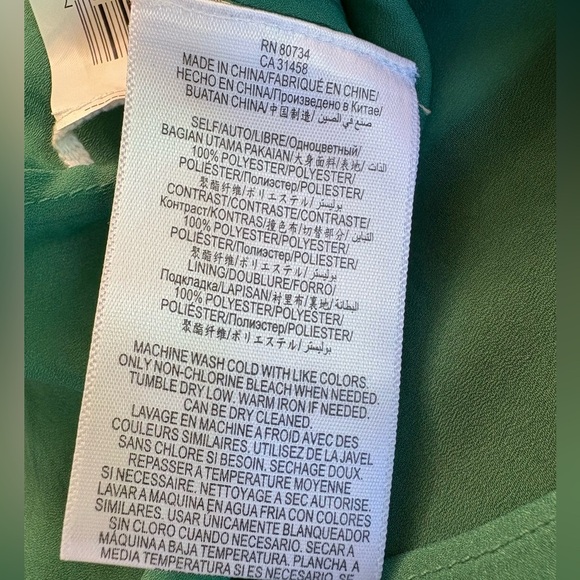 RN 80734
CA 31458
MADE IN CHINA/FABRIQUÉ EN CHINE/
HECHO EN CHINA/Произведено в Китае/
BUATAN CHINA/中国制造/صنع في الصين
SELF/AUTO/LIBRE/Одноцветный/
BAGIAN UTAMA PAKAIAN/大身面料/表地/الذات
100% POLYESTER/POLYESTER/
POLIÉSTER/Полиэстер/POLIESTER/
聚酯纤维/ポリエステル/بوليستر
CONTRAST/CONTRASTE/CONTRASTE/
Контраст/KONTRAS/撞色布/切替部分/التباين
100% POLYESTER/POLYESTER/
POLIÉSTER/Полиэстер/POLIESTER/
聚酯纤维/ポリエステル/بوليستر
LINING/DOUBLURE/FORRO/
Подкладка/LAPISAN/衬里布/裏地/البطانة
100% POLYESTER/POLYESTER/
POLIÉSTER/Полиэстер/POLIESTER/
聚酯纤维/ポリエステル/بوليستر
MACHINE WASH COLD WITH LIKE COLORS.
ONLY NON-CHLORINE BLEACH WHEN NEEDED.
TUMBLE DRY LOW. WARM IRON IF NEEDED.
CAN BE DRY CLEANED.
LAVAGE EN MACHINE A FROID AVEC DES
COULEURS SIMILAIRES. UTILISEZ DE LA JAVEL
SANS CHLORE SI BESOIN. SECHAGE DOUX.
REPASSER A TEMPERATURE MOYENNE
SI NECESSAIRE. NETTOYAGE A SEC AUTORISE.
LAVAR A MAQUINA EN AGUA FRIA CON COLORES
SIMILARES. USAR ÚNICAMENTE BLANQUEADOR
SIN CLORO CUANDO NECESARIO. SECAR A
MÁQUINA A BAJA TEMPERATURA. PLANCHA A
MEDIA TEMPERATURA SI ES NECESARIO.